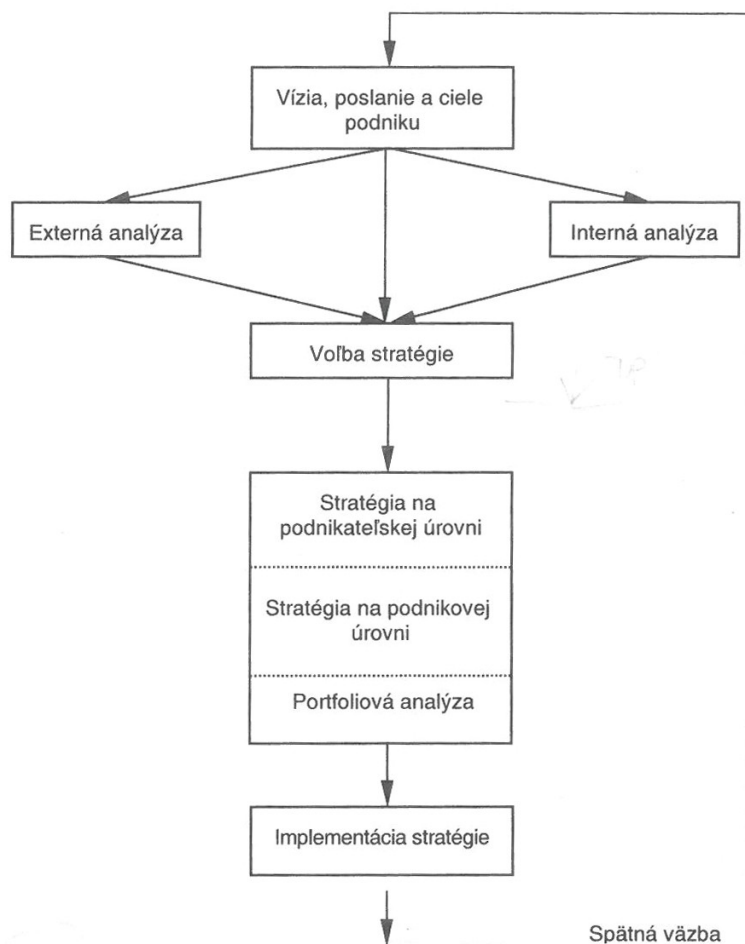 Vízia, poslanie a ciele
podniku
Externá analýza
Interná analýza
Voľba stratégie
Stratégia na
podnikateľskej úrovni
Stratégia na podnikovej
úrovni
Portfoliová analýza
Implementácia stratégie
Spätná väzba